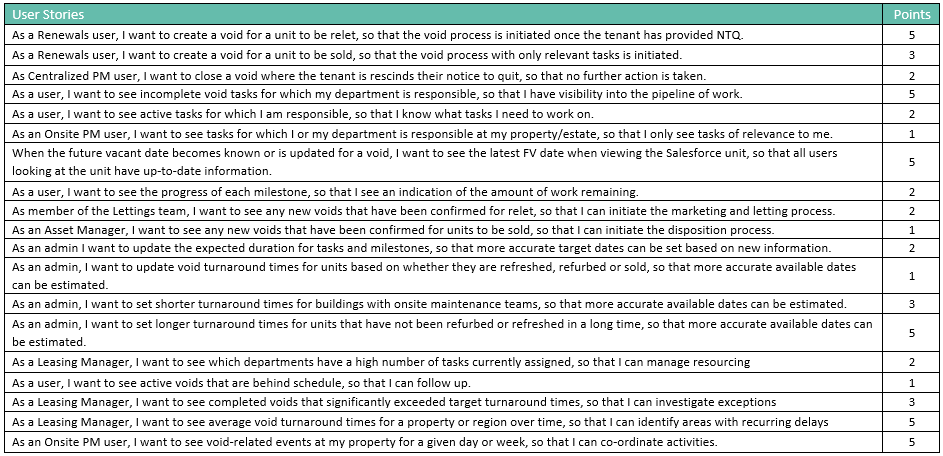 User Stories Points
As a Renewals user, I want to create a void for a unit to be relet, so that the void process is initiated once the tenant has provided NTQ. 5
As a Renewals user, I want to create a void for a unit to be sold, so that the void process with only relevant tasks is initiated. 3
As Centralized PM user, I want to close a void where the tenant is rescinds their notice to quit, so that no further action is taken. 2
As a user, I want to see incomplete void tasks for which my department is responsible, so that I have visibility into the pipeline of work. 5
As a user, I want to see active tasks for which I am responsible, so that I know what tasks I need to work on. 2
As an Onsite PM user, I want to see tasks for which I or my department is responsible at my property/estate, so that I only see tasks of relevance to me. 1
When the future vacant date becomes known or is updated for a void, I want to see the latest FV date when viewing the Salesforce unit, so that all users
looking at the unit have up-to-date information. 5
As a user, I want to see the progress of each milestone, so that I see an indication of the amount of work remaining. 2
As member of the Lettings team, I want to see any new voids that have been confirmed for relet, so that I can initiate the marketing and letting process. 2
As an Asset Manager, I want to see any new voids that have been confirmed for units to be sold, so that I can initiate the disposition process. 1
As an admin I want to update the expected duration for tasks and milestones, so that more accurate target dates can be set based on new information. 2
As an admin, I want to update void turnaround times for units based on whether they are refreshed, refurbed or sold, so that more accurate available dates
can be estimated. 1
As an admin, I want to set shorter turnaround times for buildings with onsite maintenance teams, so that more accurate available dates can be estimated. 3
As an admin, I want to set longer turnaround times for units that have not been refurbed or refreshed in a long time, so that more accurate available dates can
be estimated. 5
As a Leasing Manager, I want to see which departments have a high number of tasks currently assigned, so that I can manage resourcing 2
As a user, I want to see active voids that are behind schedule, so that I can follow up. 1
As a Leasing Manager, I want to see completed voids that significantly exceeded target turnaround times, so that I can investigate exceptions 3
As a Leasing Manager, I want to see average void turnaround times for a property or region over time, so that I can identify areas with recurring delays 5
As an Onsite PM user, I want to see void-related events at my property for a given day or week, so that I can co-ordinate activities. 5